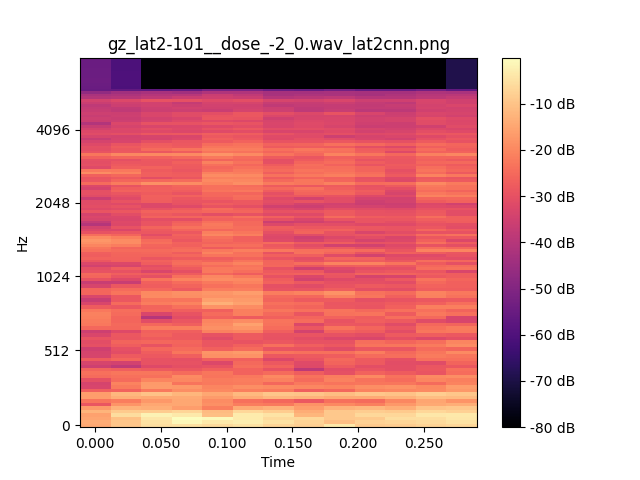 gz_lat2-101__dose_-2_0.wav_lat2cnn.png
Hz
4096
2048
1024
512
0
0.000 0.050 0.100 0.150 0.200 0.250
Time
-10 dB
-20 dB
-30 dB
-40 dB
-50 dB
-60 dB
-70 dB
-80 dB